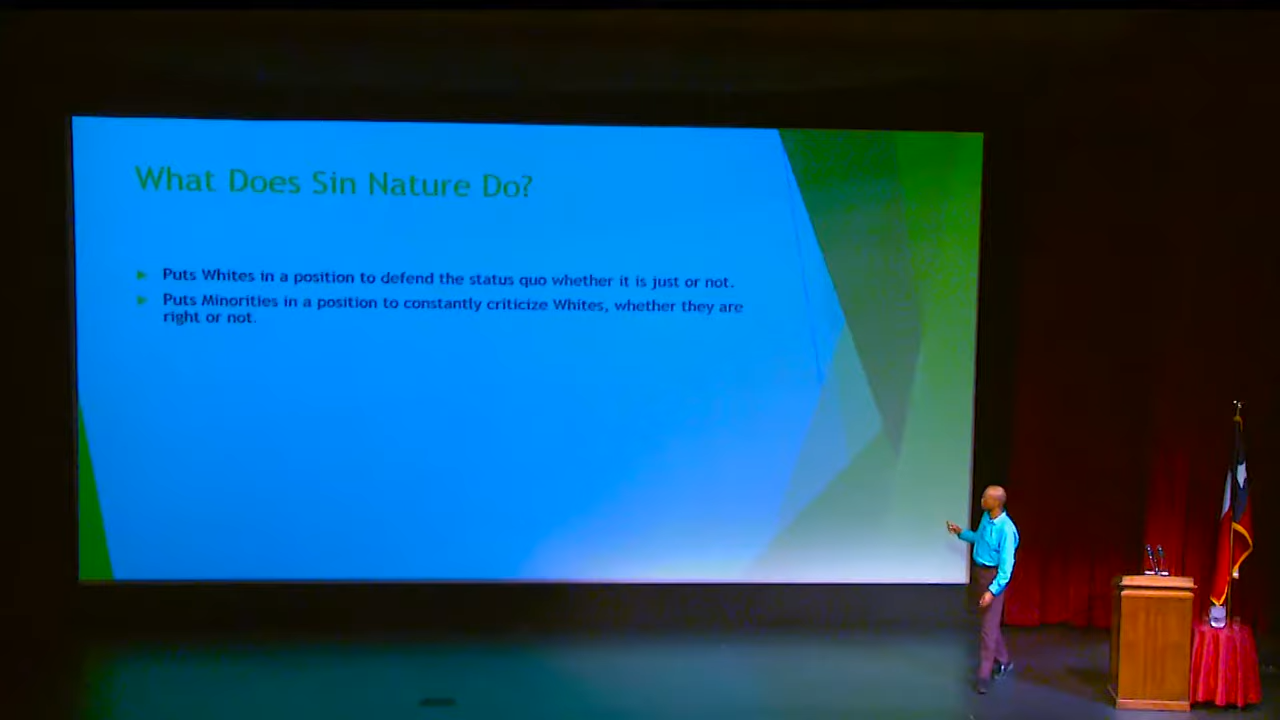 What Does Sin Nature Do?
Puts Whites in a position to defend the status quo whether it is just or not.
Puts Minorities in a position to constantly criticize Whites, whether they are
right or not.